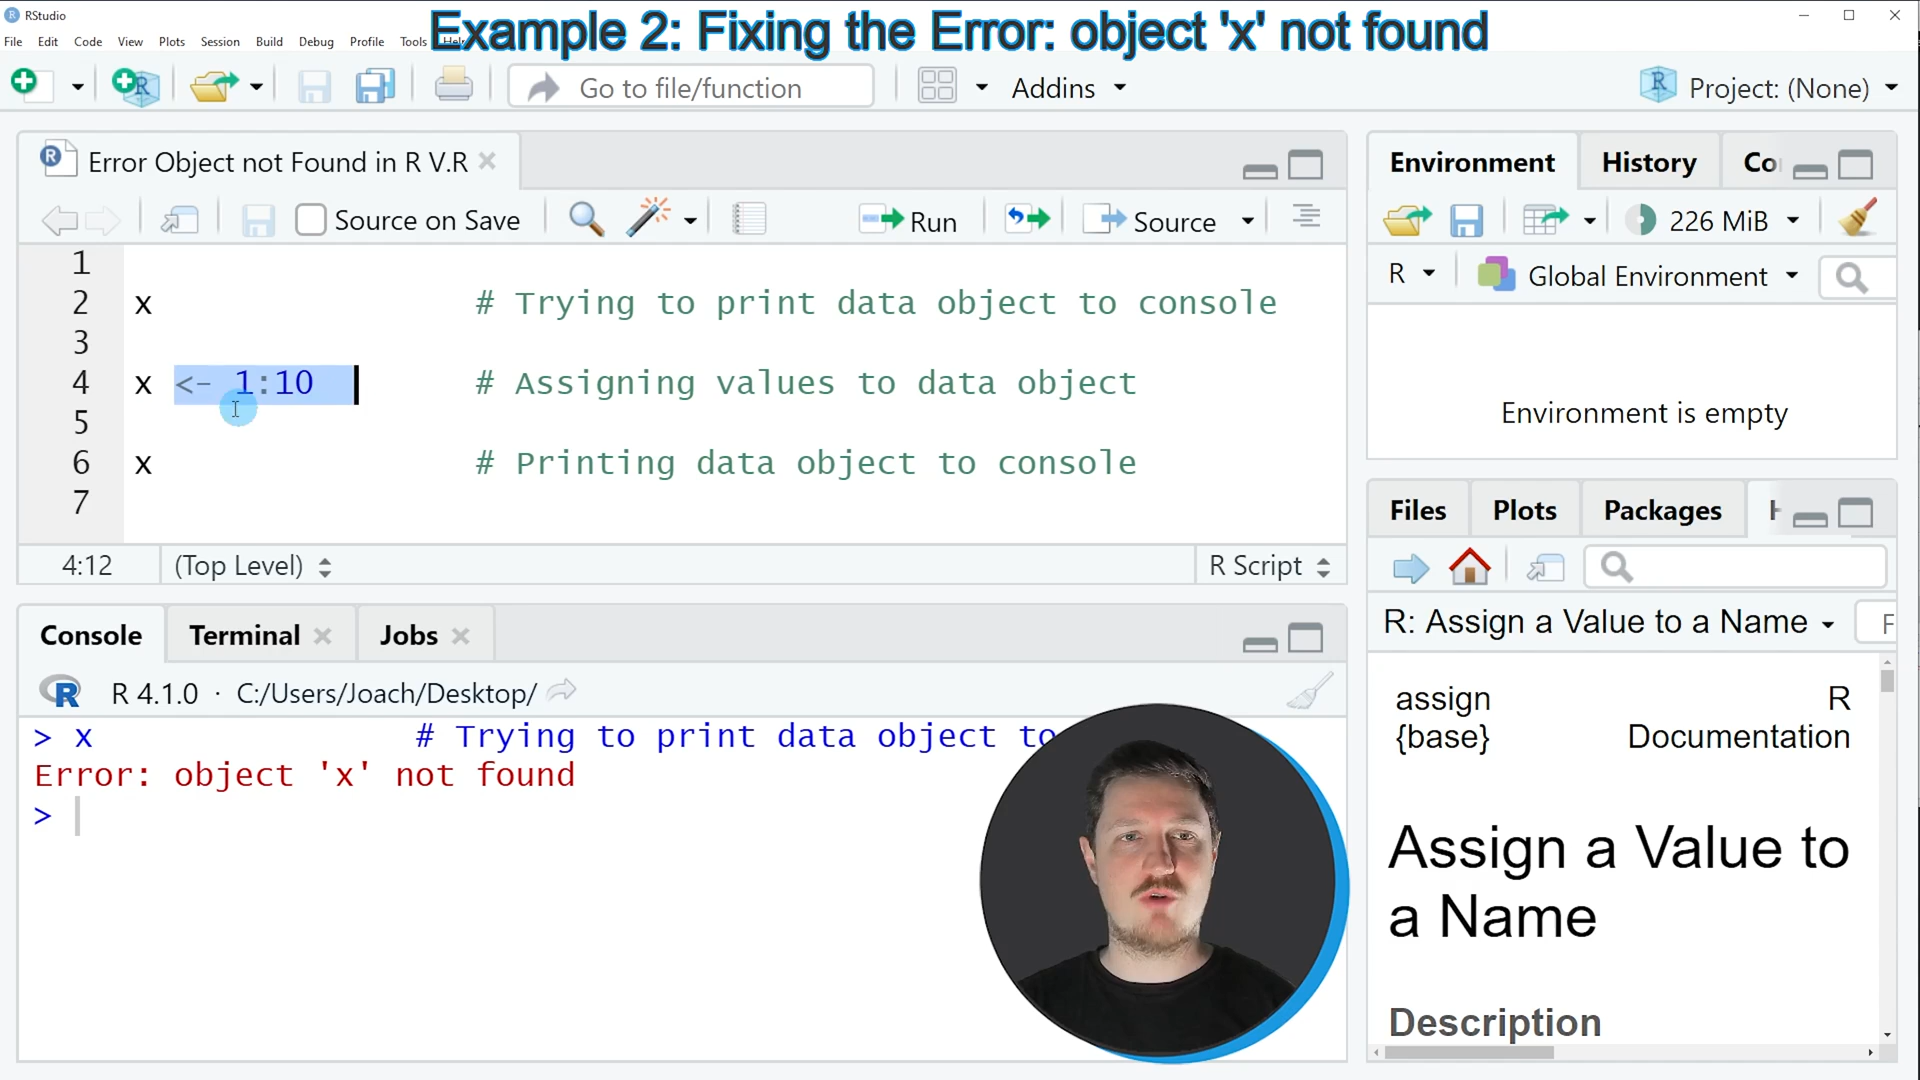 RStudio
Example 2: Fixing the Error: object 'x' not found
File Edit Code View Plots Session Build Debug Profile Tools
Go to file/function
Addins
Project: (None)
Error Object not Found in R V.R
Source on Save
Run
Source
1
2 x # Trying to print data object to console
3
4 x <- 1:10 # Assigning values to data object
5
6 x # Printing data object to console
7
4:12 (Top Level) R Script
Console Terminal Jobs
R 4.1.0 · C:/Users/Joach/Desktop/
> x # Trying to print data object to
Error: object 'x' not found
>
Environment History Co
226 MiB
R Global Environment
Environment is empty
Files Plots Packages
R: Assign a Value to a Name
assign {base} R Documentation
Assign a Value to
a Name
Description